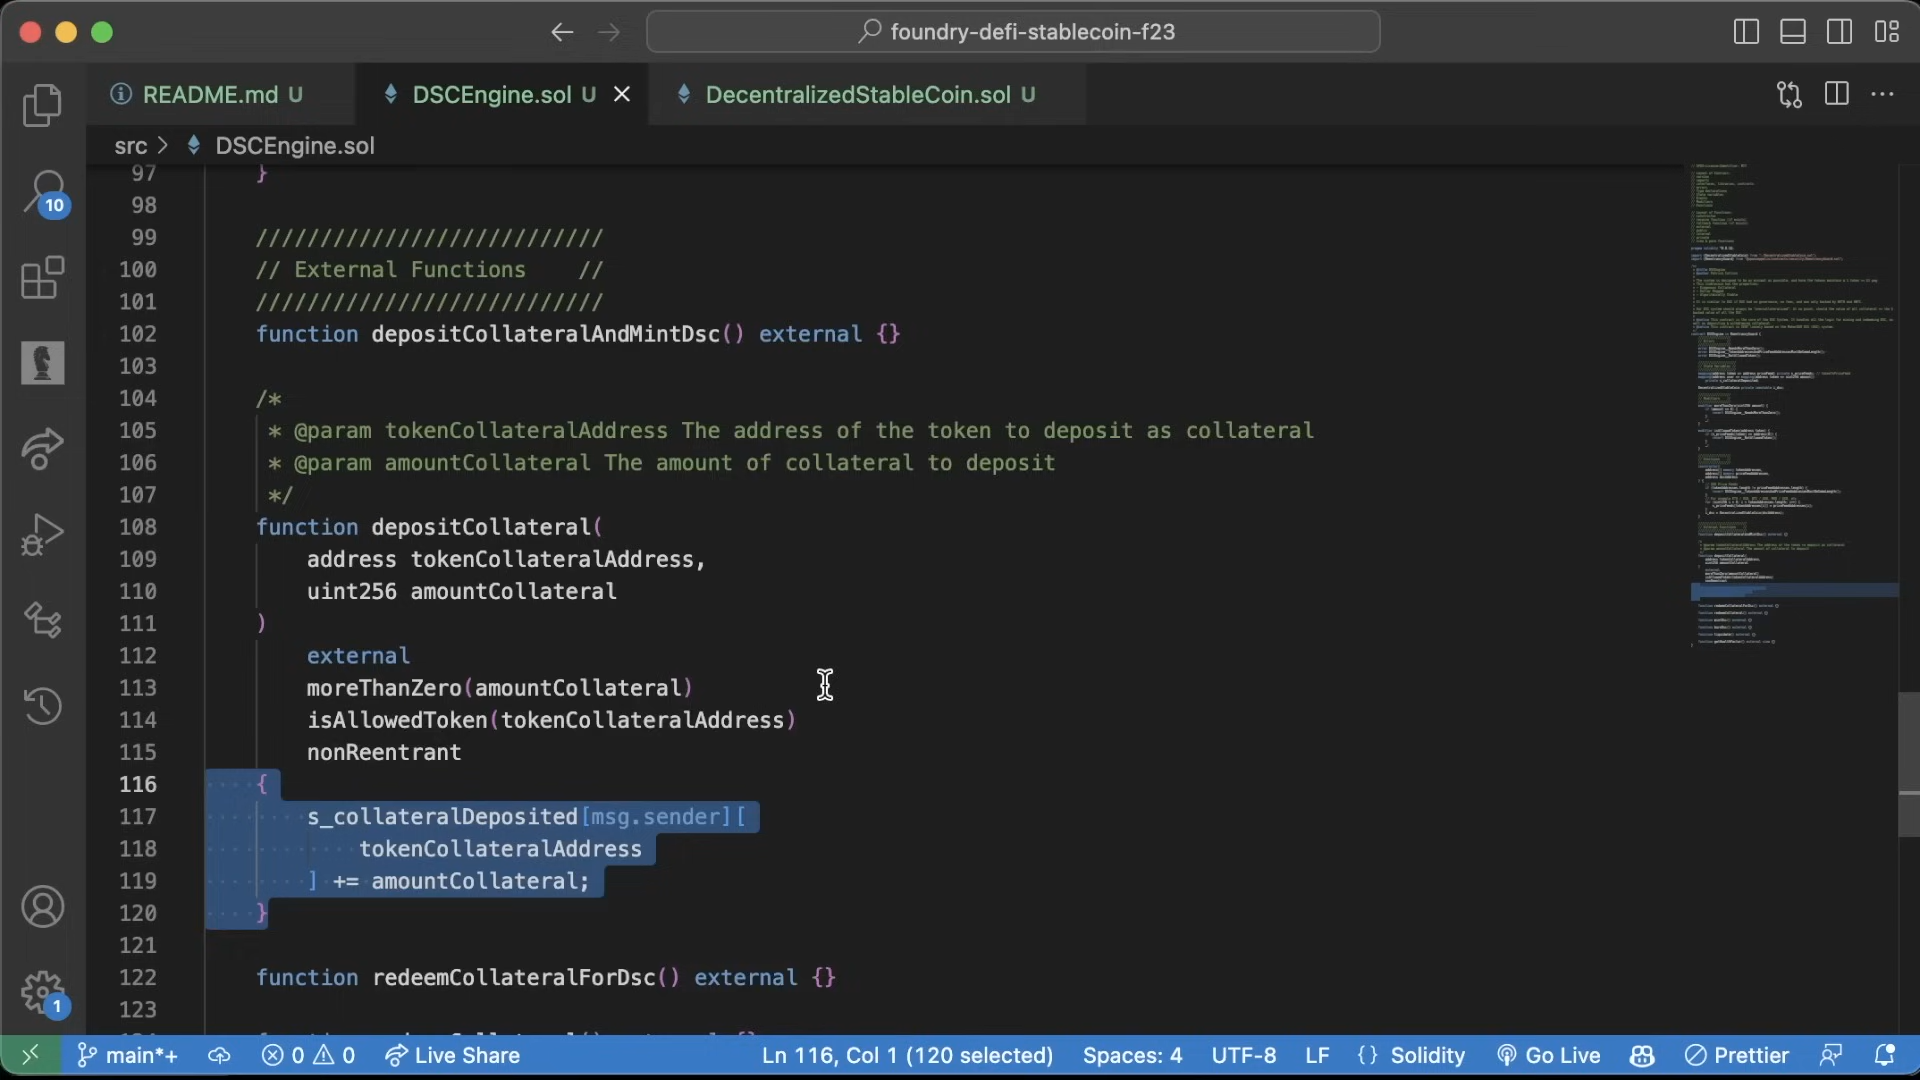 foundry-defi-stablecoin-f23
README.md U
DSCEngine.sol U
DecentralizedStableCoin.sol U
src > DSCEngine.sol
10
1
97 }
98
99 ///////////////////////////
100 // External Functions    //
101 ///////////////////////////
102 function depositCollateralAndMintDsc() external {}
103
104 /*
105 * @param tokenCollateralAddress The address of the token to deposit as collateral
106 * @param amountCollateral The amount of collateral to deposit
107 */
108 function depositCollateral(
109 address tokenCollateralAddress,
110 uint256 amountCollateral
111 )
112 external
113 moreThanZero(amountCollateral)
114 isAllowedToken(tokenCollateralAddress)
115 nonReentrant
116 {
117 s_collateralDeposited[msg.sender][
118 tokenCollateralAddress
119 ] += amountCollateral;
120 }
121
122 function redeemCollateralForDsc() external {}
123
main*+ 0 0 Live Share Ln 116, Col 1 (120 selected) Spaces: 4 UTF-8 LF {} Solidity Go Live Prettier